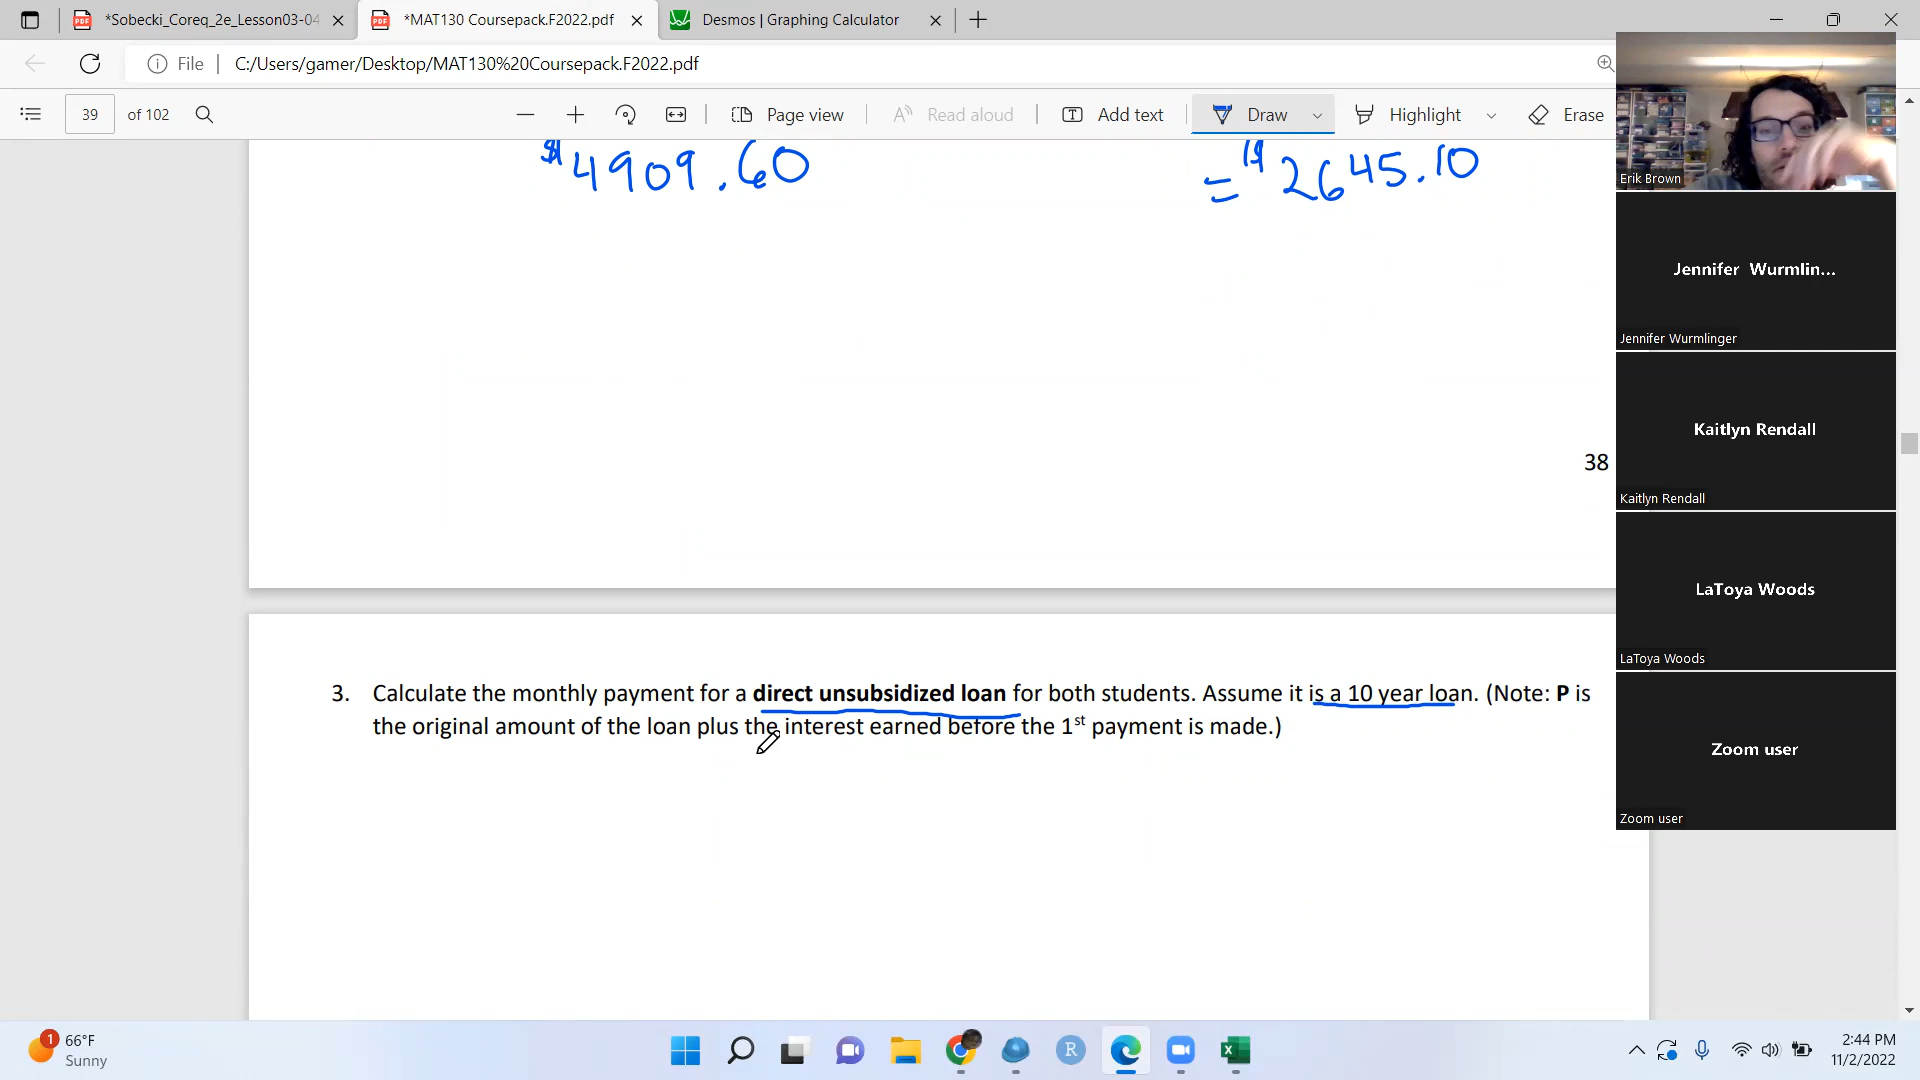 *Sobecki_Coreq_2e_Lesson03-04
*MAT130 Coursepack.F2022.pdf
Desmos | Graphing Calculator
File
C:/Users/gamer/Desktop/MAT130%20Coursepack.F2022.pdf
39
of 102
Page view
Read aloud
Add text
Draw
Highlight
Erase
$4909.60
= $2645.10
38
3. Calculate the monthly payment for a direct unsubsidized loan for both students. Assume it is a 10 year loan. (Note: P is
the original amount of the loan plus the interest earned before the 1st payment is made.)
Erik Brown
Jennifer Wurmlin...
Jennifer Wurmlinger
Kaitlyn Rendall
Kaitlyn Rendall
LaToya Woods
LaToya Woods
Zoom user
Zoom user
1
66°F
Sunny
R
2:44 PM
11/2/2022